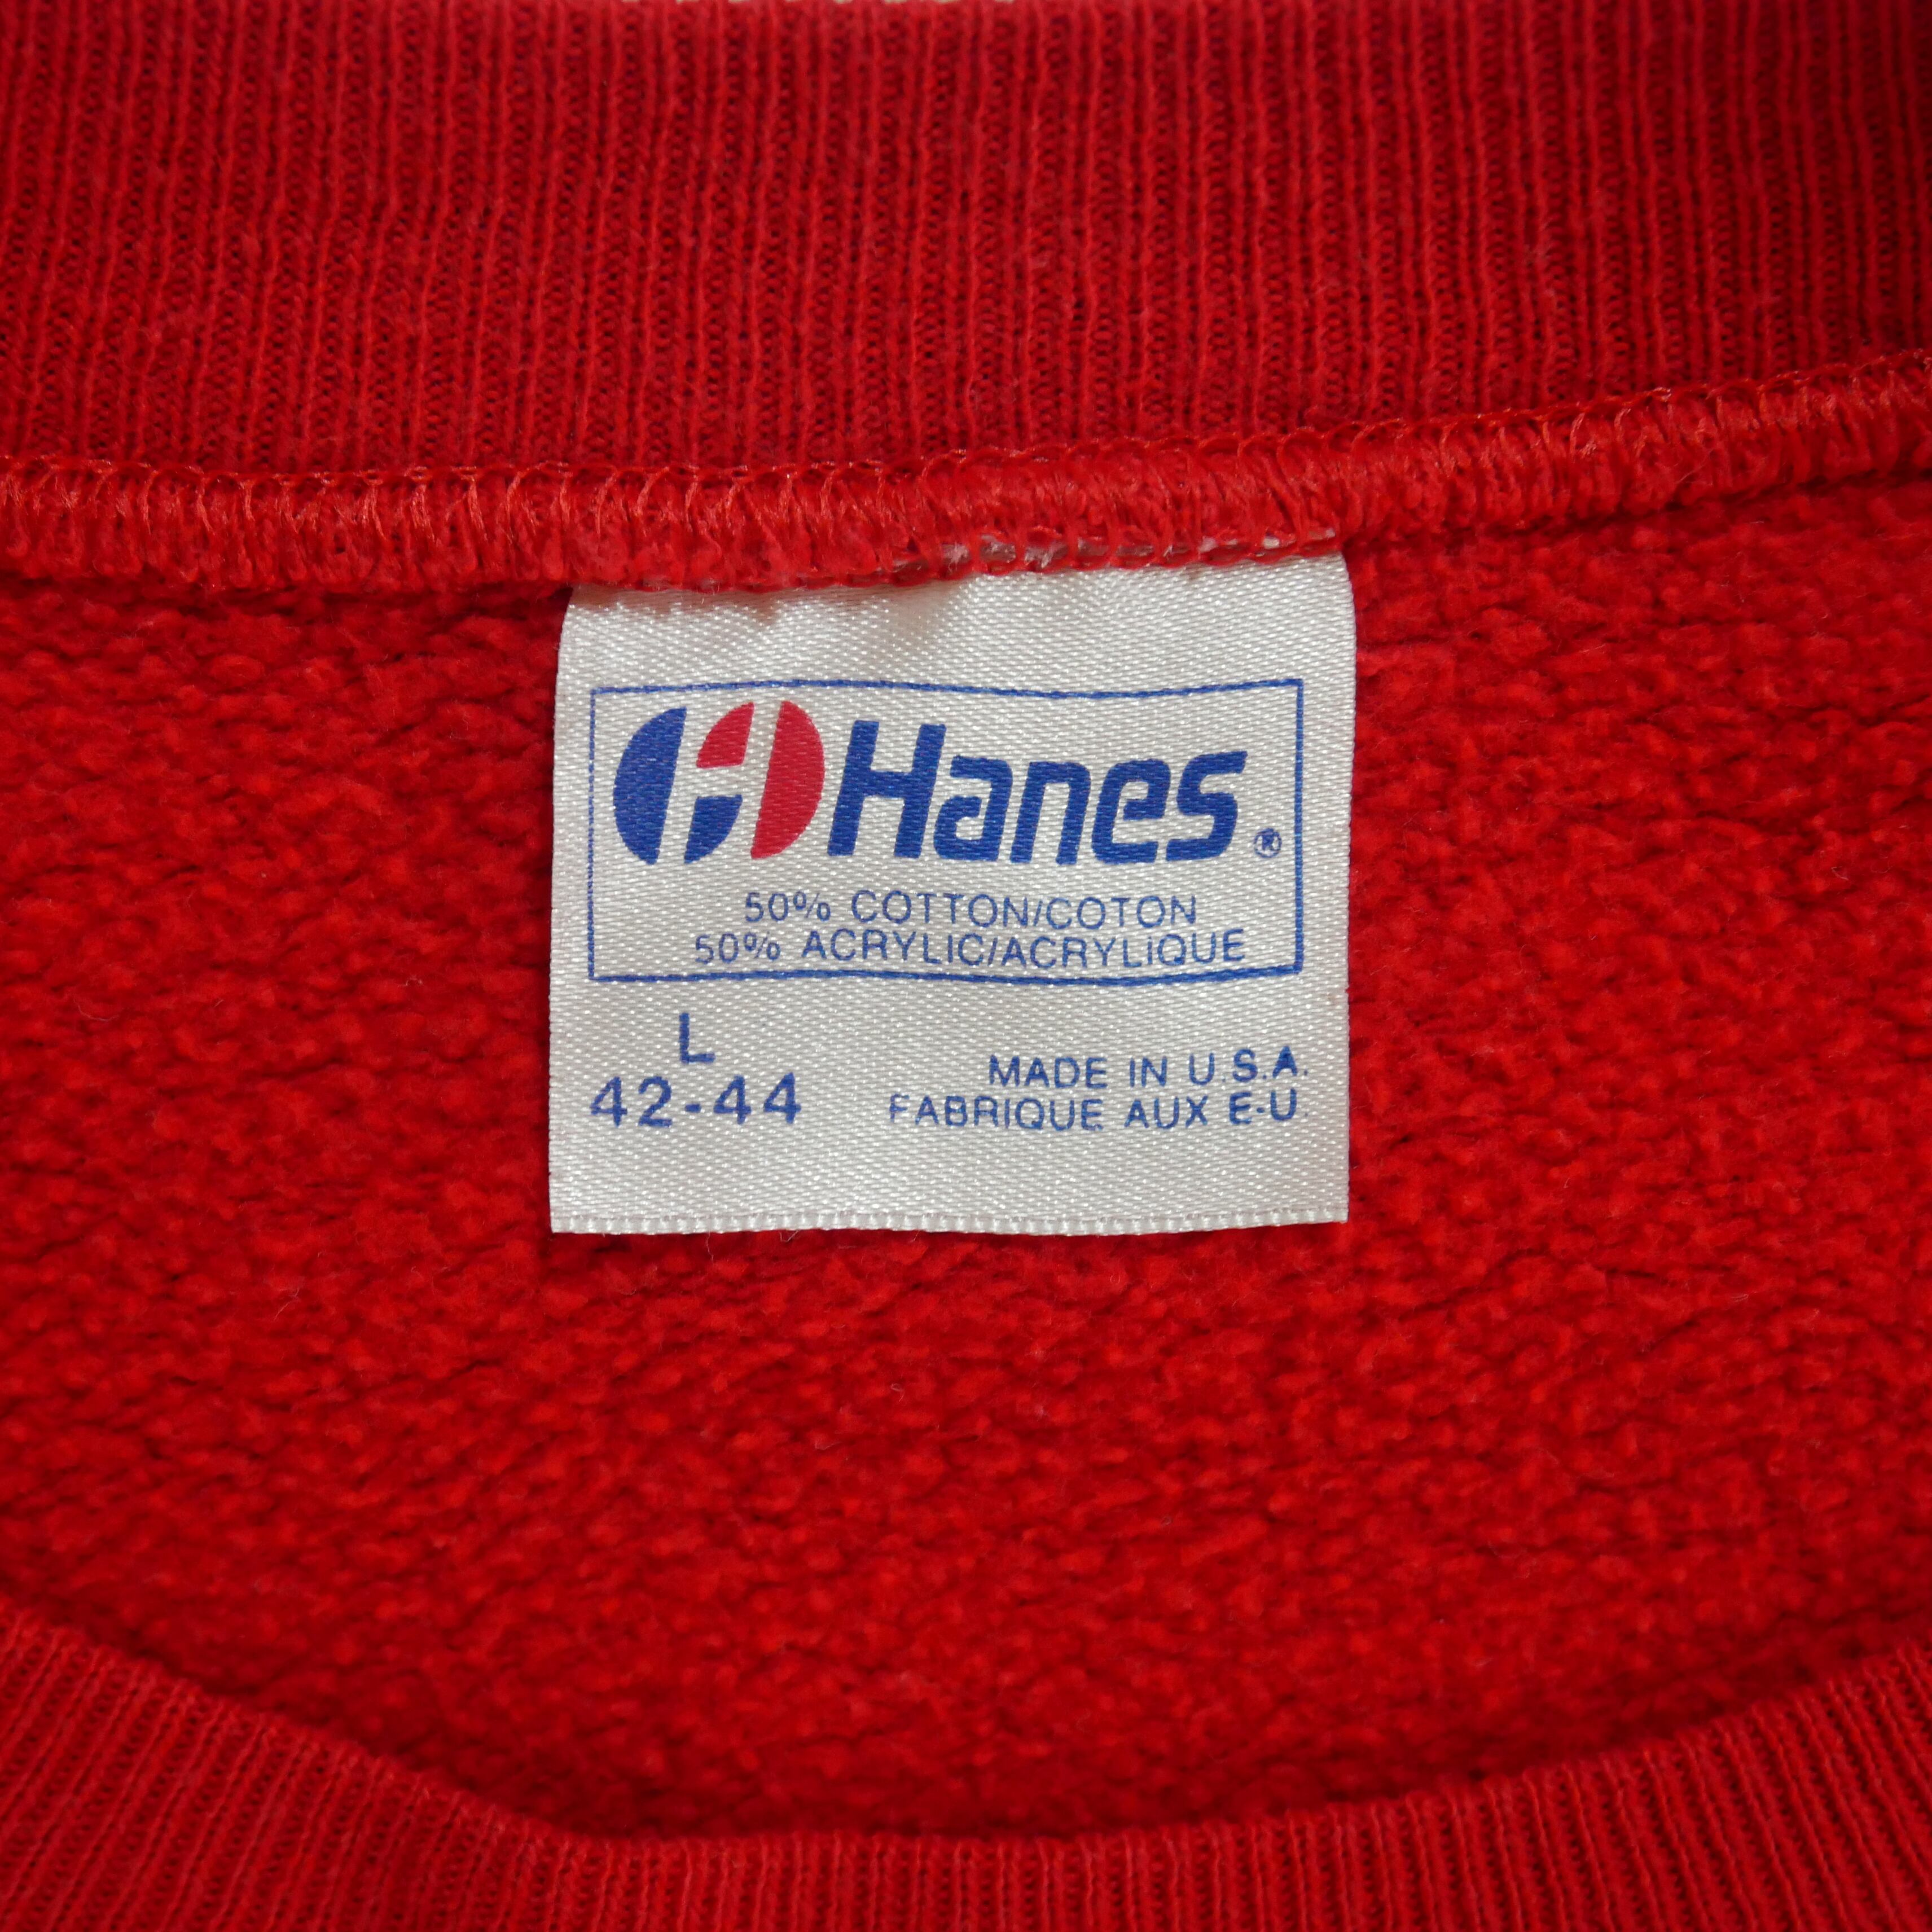 Hanes®
50% COTTON/COTON
50% ACRYLIC/ACRYLIQUE
L
42-44
MADE IN U.S.A.
FABRIQUE AUX E-U.